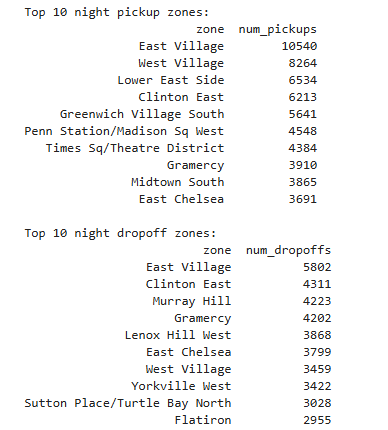 Top 10 night pickup zones:
zone num_pickups
East Village 10540
West Village 8264
Lower East Side 6534
Clinton East 6213
Greenwich Village South 5641
Penn Station/Madison Sq West 4548
Times Sq/Theatre District 4384
Gramercy 3910
Midtown South 3865
East Chelsea 3691
Top 10 night dropoff zones:
zone num_dropoffs
East Village 5802
Clinton East 4311
Murray Hill 4223
Gramercy 4202
Lenox Hill West 3868
East Chelsea 3799
West Village 3459
Yorkville West 3422
Sutton Place/Turtle Bay North 3028
Flatiron 2955